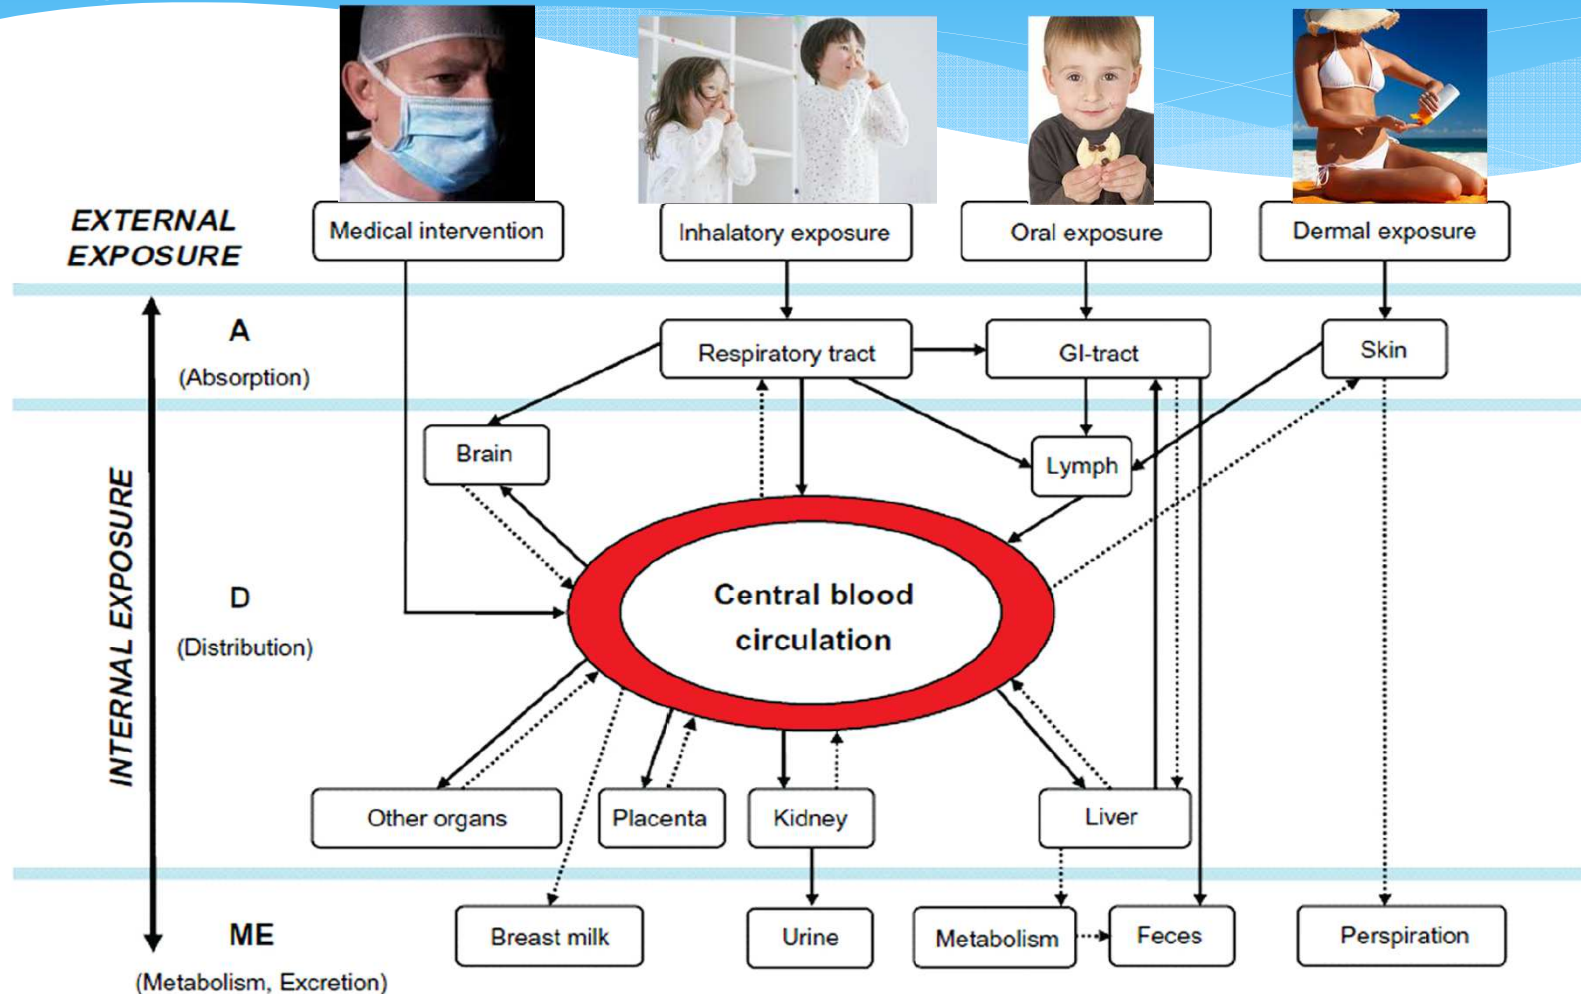 EXTERNAL
EXPOSURE
Medical intervention
Inhalatory exposure
Oral exposure
Dermal exposure
A
(Absorption)
Respiratory tract
GI-tract
Skin
Brain
Lymph
INTERNAL EXPOSURE
D
(Distribution)
Central blood
circulation
Other organs
Placenta
Kidney
Liver
ME
(Metabolism, Excretion)
Breast milk
Urine
Metabolism
Feces
Perspiration